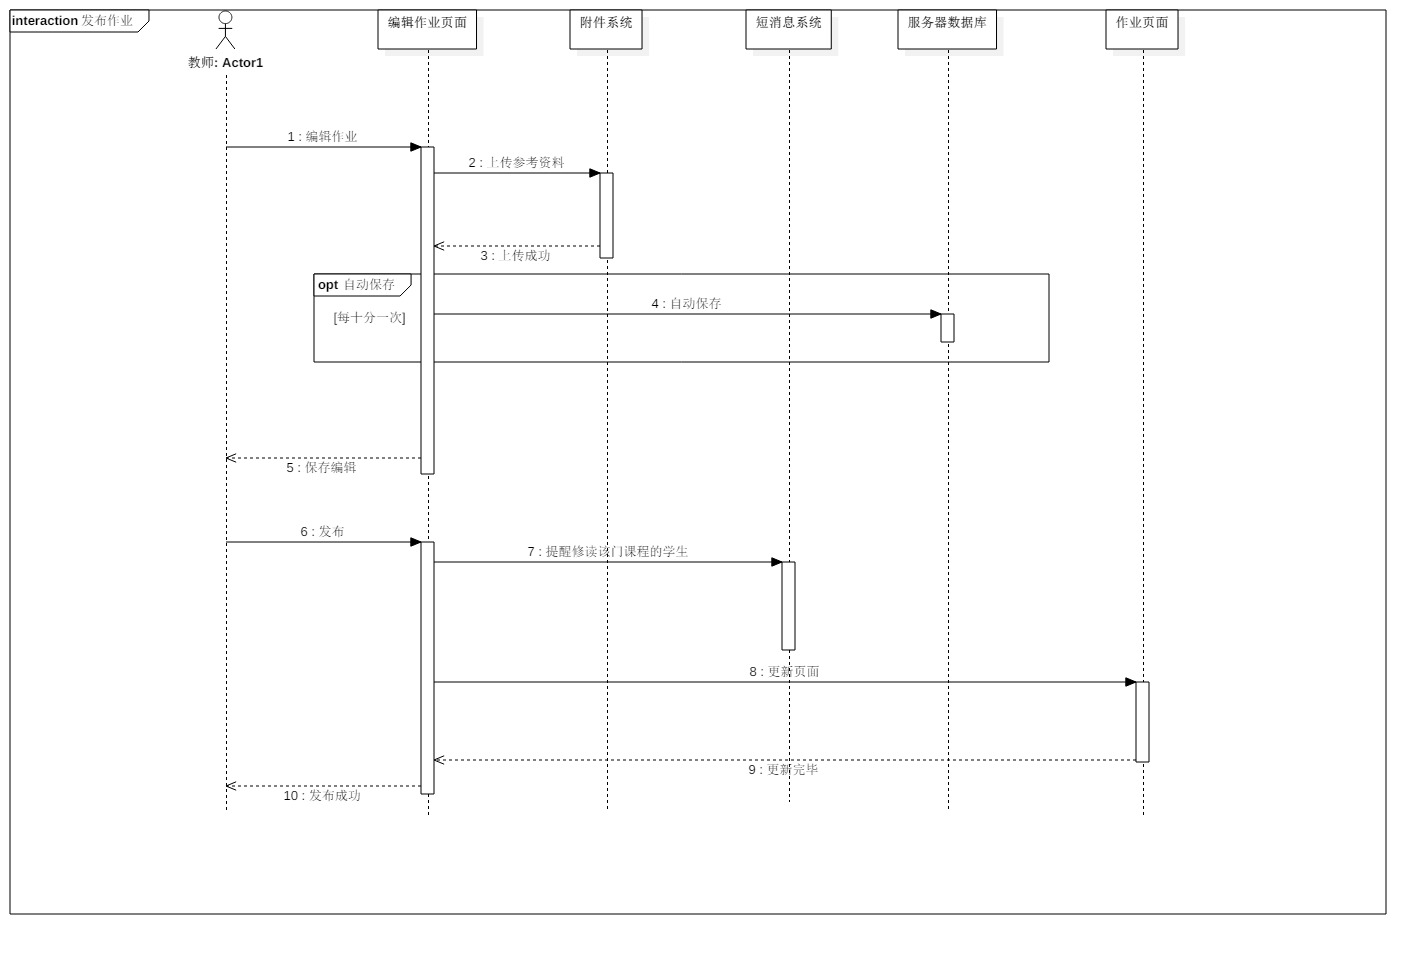 interaction 发布作业
教师: Actor1
编辑作业页面
附件系统
短消息系统
服务器数据库
作业页面
1 : 编辑作业
2 : 上传参考资料
3 : 上传成功
opt 自动保存
[每十分一次]
4 : 自动保存
5 : 保存编辑
6 : 发布
7 : 提醒修读该门课程的学生
8 : 更新页面
9 : 更新完毕
10 : 发布成功